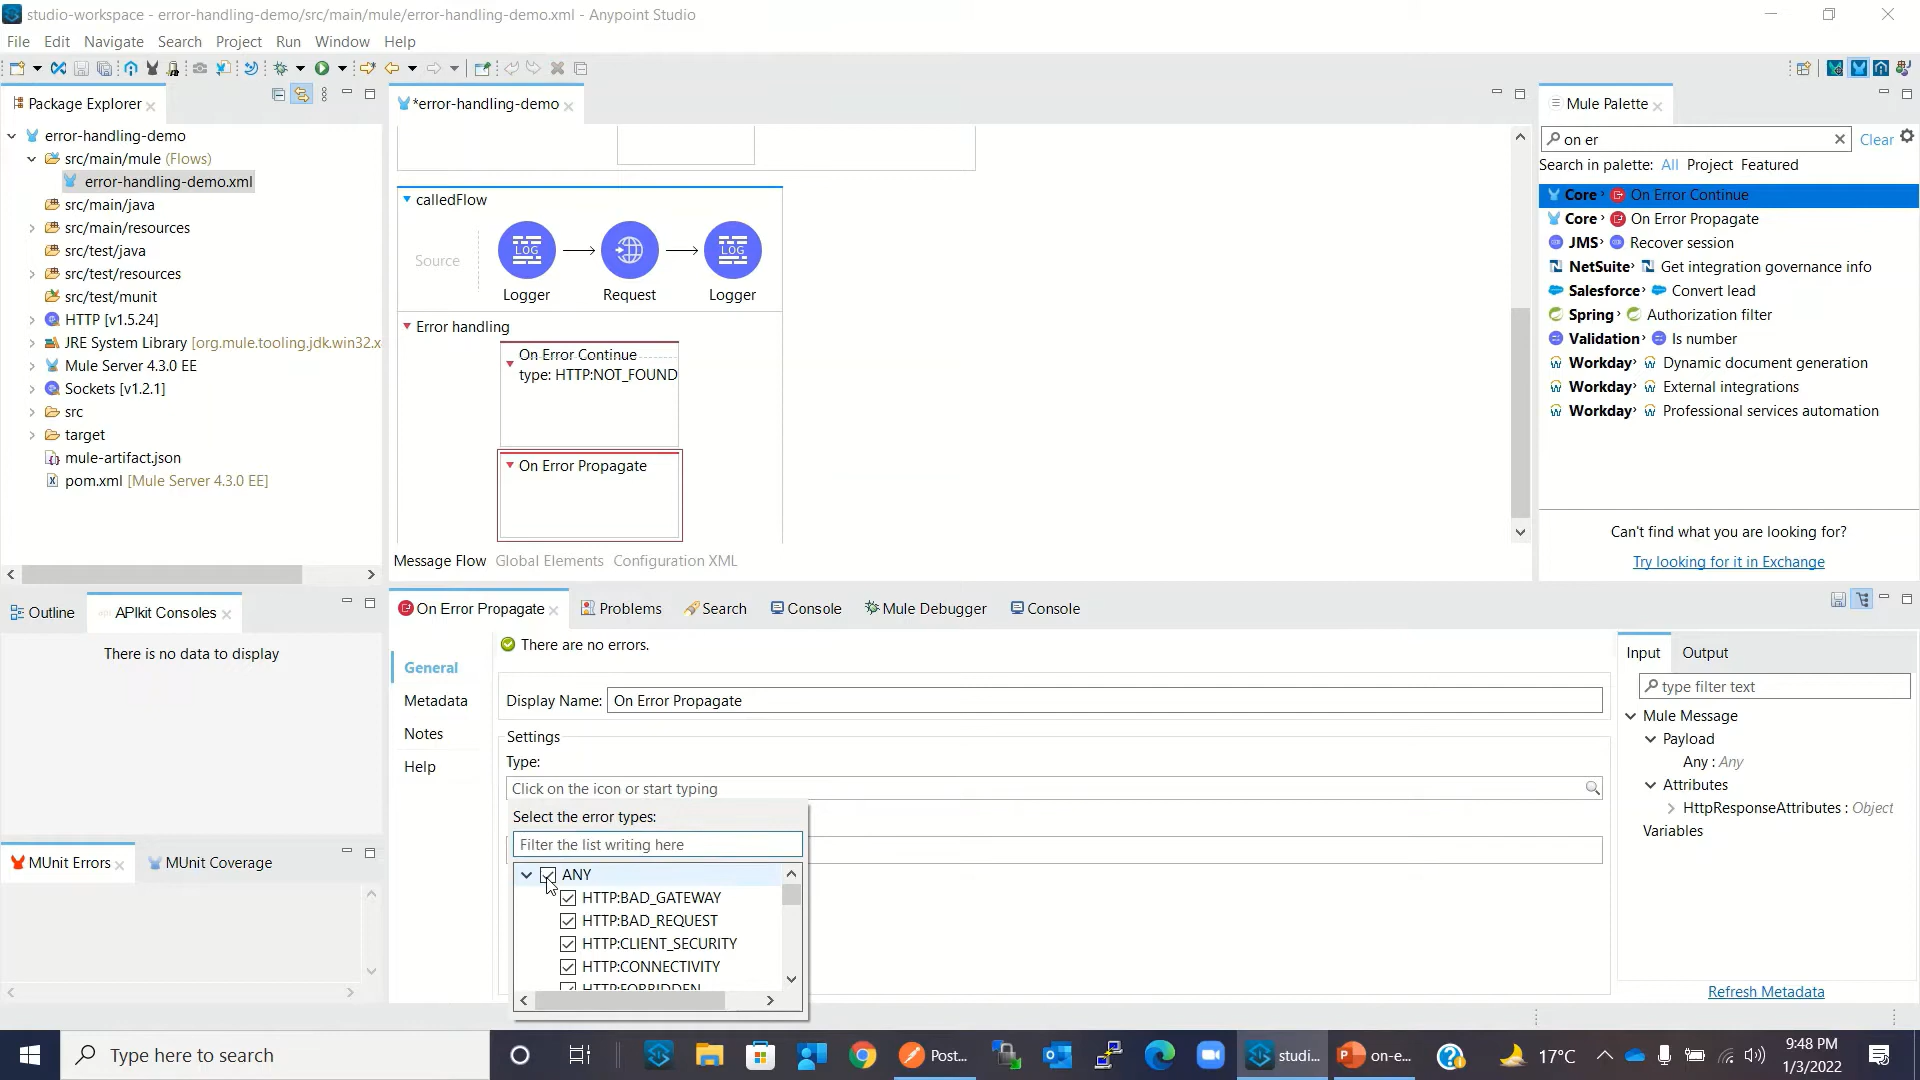 studio-workspace - error-handling-demo/src/main/mule/error-handling-demo.xml - Anypoint Studio
File Edit Navigate Search Project Run Window Help
Package Explorer
error-handling-demo
src/main/mule (Flows)
error-handling-demo.xml
src/main/java
src/main/resources
src/test/java
src/test/resources
src/test/munit
HTTP [v1.5.24]
JRE System Library [org.mule.tooling.jdk.win32.x
Mule Server 4.3.0 EE
Sockets [v1.2.1]
src
target
mule-artifact.json
pom.xml [Mule Server 4.3.0 EE]
*error-handling-demo
calledFlow
Source
LOG
LOG
Logger
Request
Logger
Error handling
On Error Continue
type: HTTP:NOT_FOUND
On Error Propagate
Message Flow Global Elements Configuration XML
Mule Palette
on er
Clear
Search in palette: All Project Featured
Core› On Error Continue
Core› On Error Propagate
JMS› Recover session
NetSuite› Get integration governance info
Salesforce› Convert lead
Spring› Authorization filter
Validation› Is number
Workday› Dynamic document generation
Workday› External integrations
Workday› Professional services automation
Can't find what you are looking for?
Try looking for it in Exchange
Outline
APIkit Consoles
There is no data to display
MUnit Errors
MUnit Coverage
On Error Propagate
Problems
Search
Console
Mule Debugger
Console
General
Metadata
Notes
Help
There are no errors.
Display Name: On Error Propagate
Settings
Type:
Click on the icon or start typing
Select the error types:
Filter the list writing here
ANY
HTTP:BAD_GATEWAY
HTTP:BAD_REQUEST
HTTP:CLIENT_SECURITY
HTTP:CONNECTIVITY
HTTP:FORBIDDEN
Input
Output
type filter text
Mule Message
Payload
Any : Any
Attributes
HttpResponseAttributes : Object
Variables
Refresh Metadata
Type here to search
Post...
studi...
on-e...
17°C
9:48 PM
1/3/2022